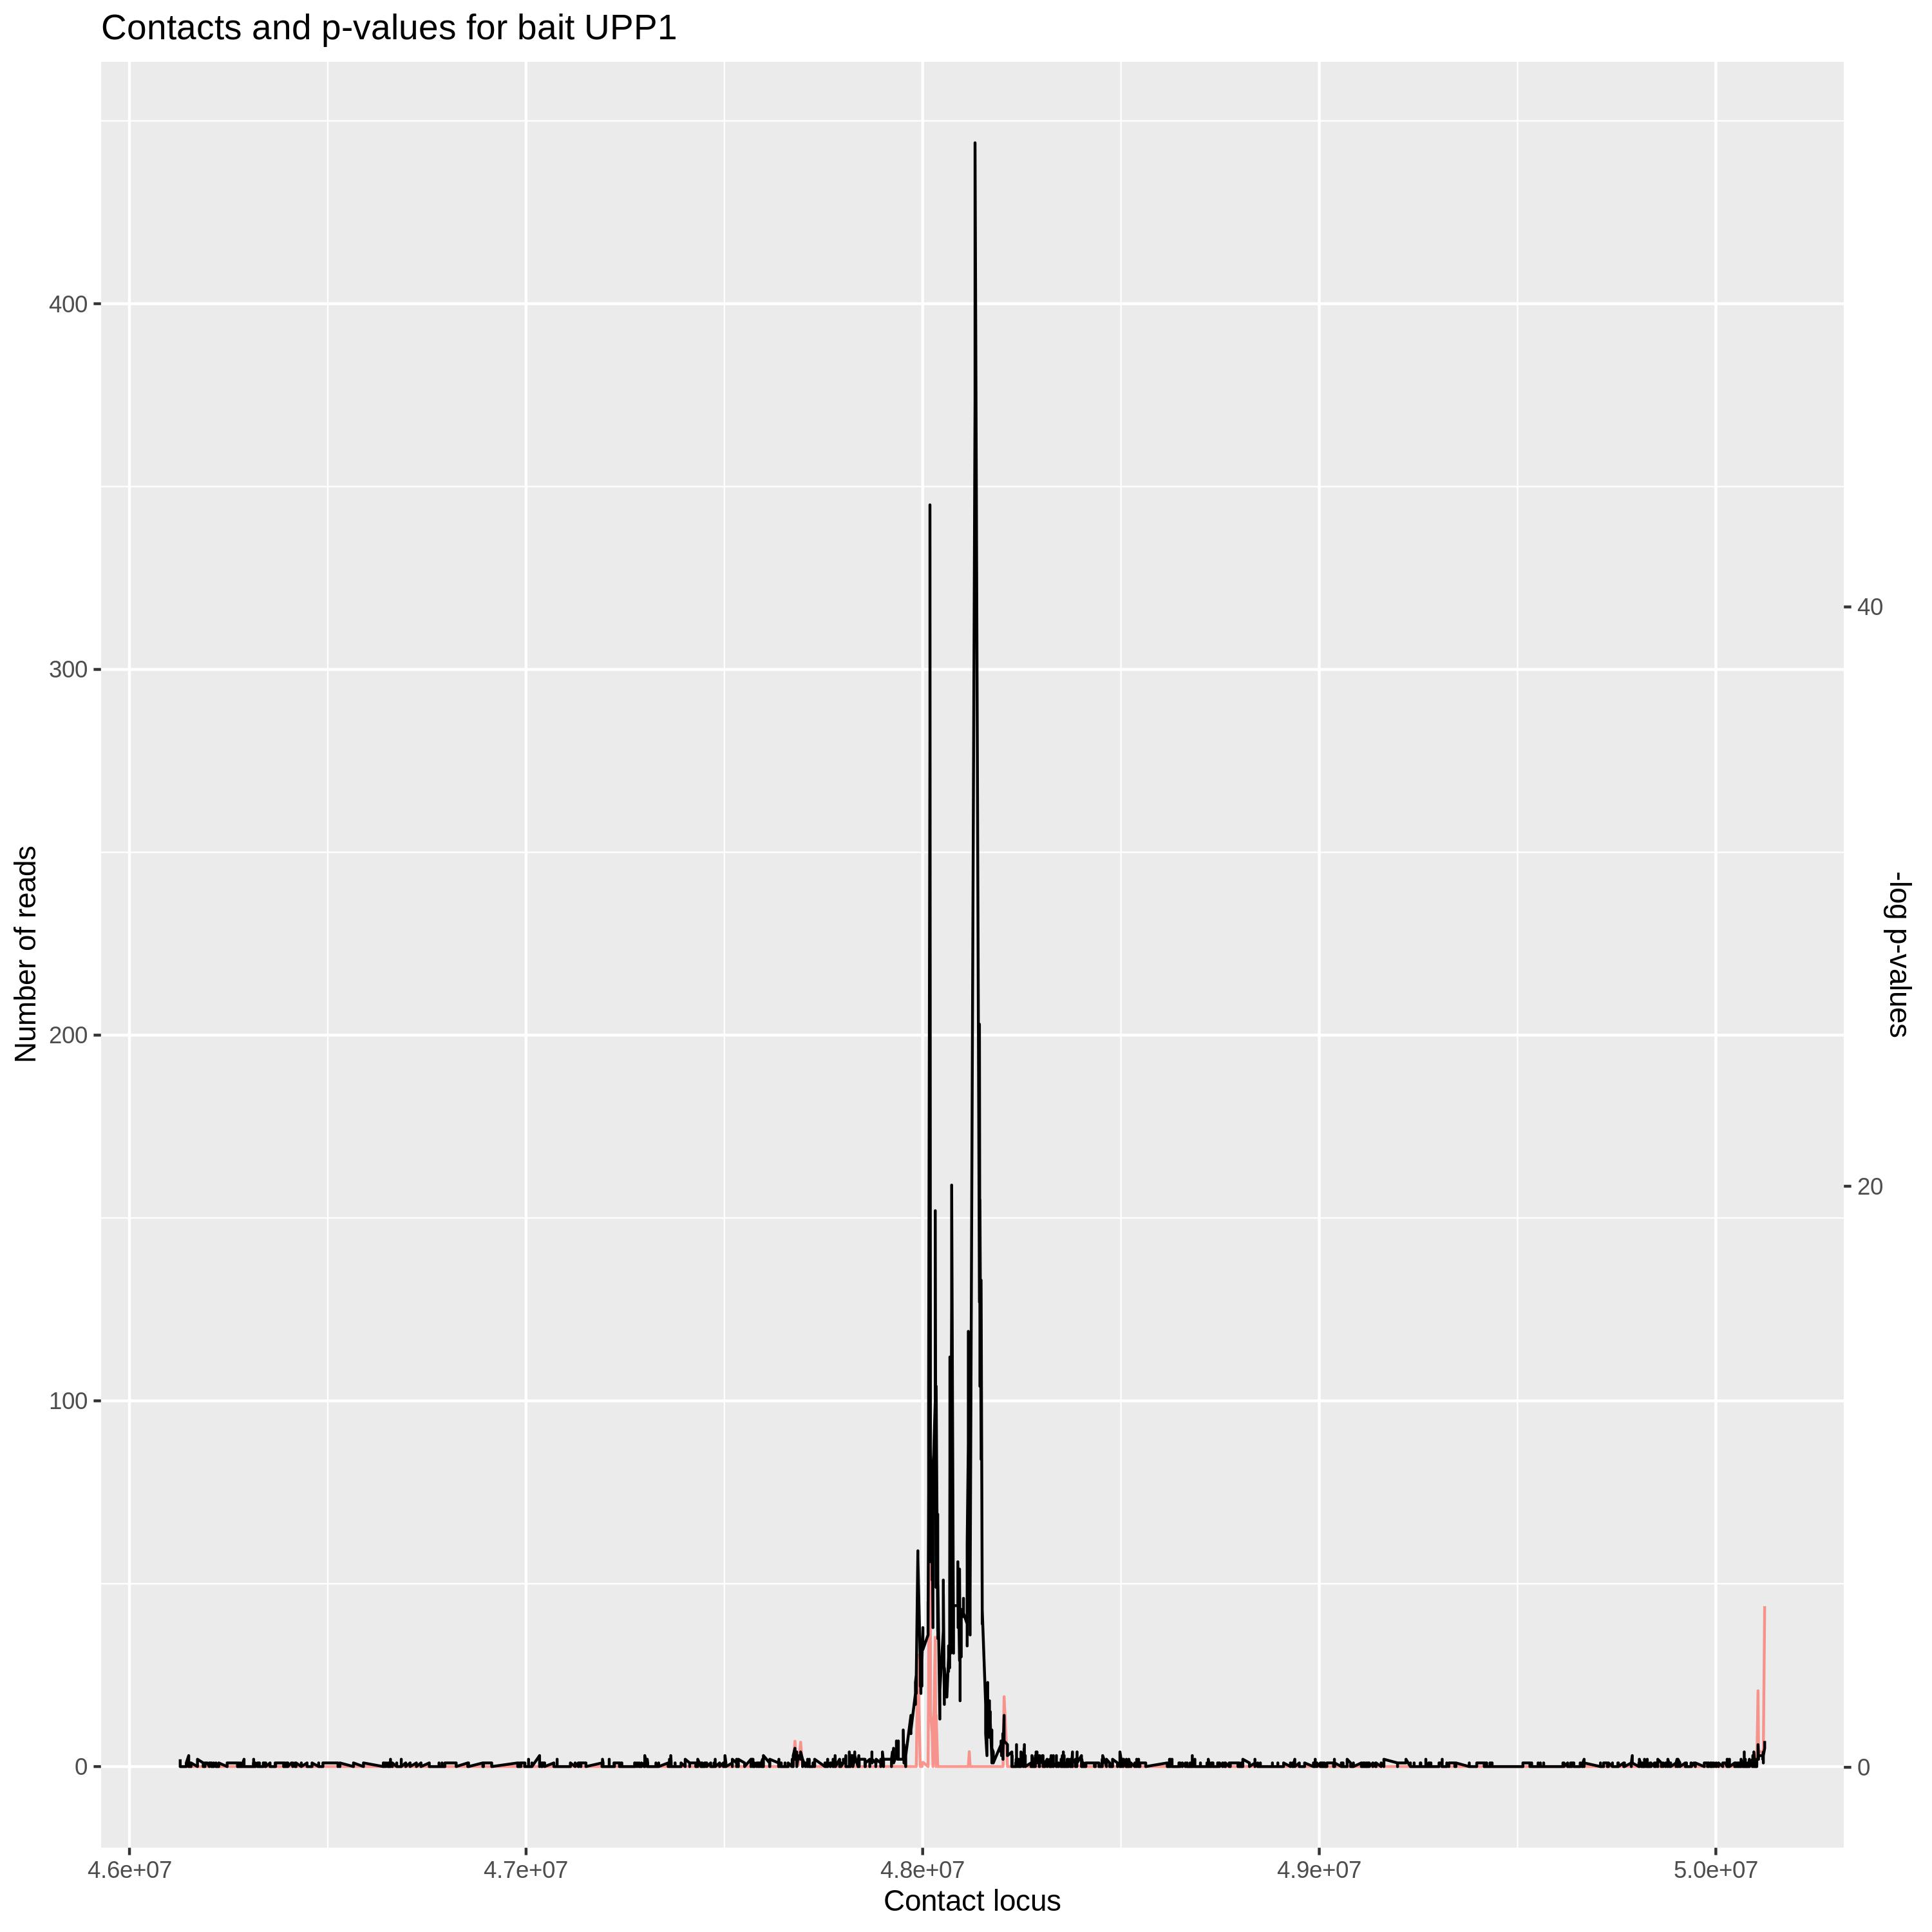 Contacts and p-values for bait UPP1
400
300
200
100
0
Number of reads
40
20
0
-log p-values
4.6e+07 4.7e+07 4.8e+07 4.9e+07 5.0e+07
Contact locus